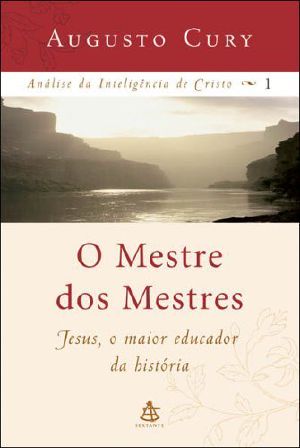 AUGUSTO CURY
Análise da Inteligência de Cristo ~ 1
O Mestre
dos Mestres
Jesus, o maior educador
da história
SEXTANTE